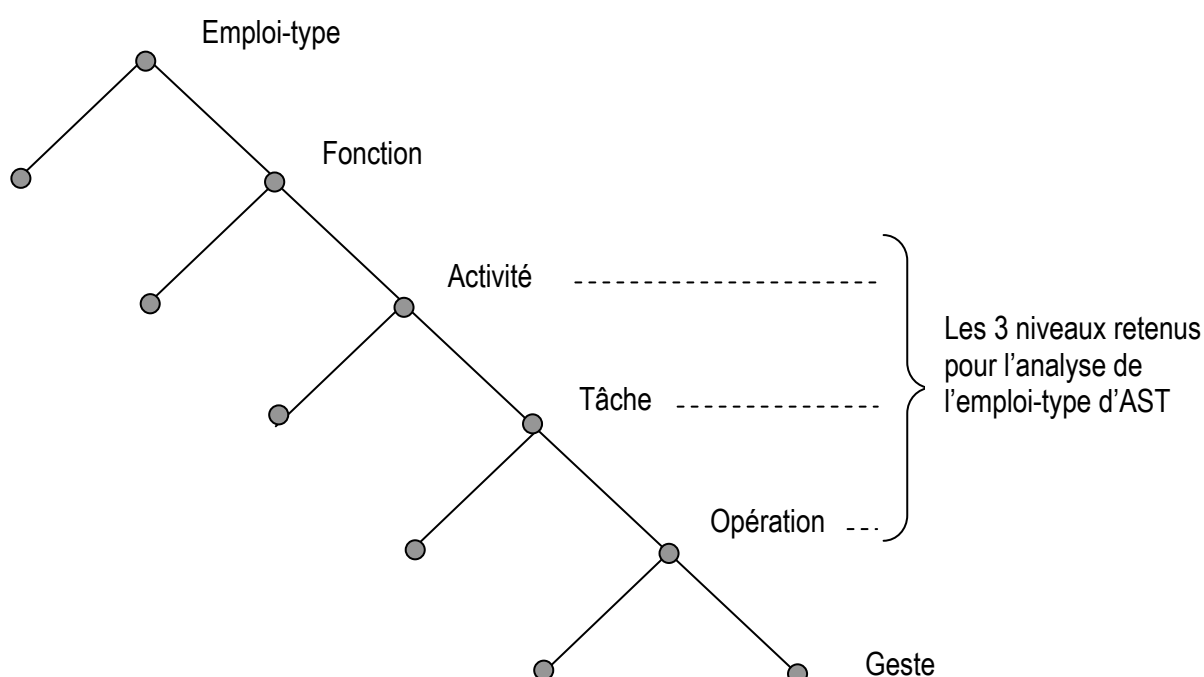 Emploi-type
Fonction
Activité
Les 3 niveaux retenus
pour l’analyse de
l’emploi-type d’AST
Tâche
Opération
Geste